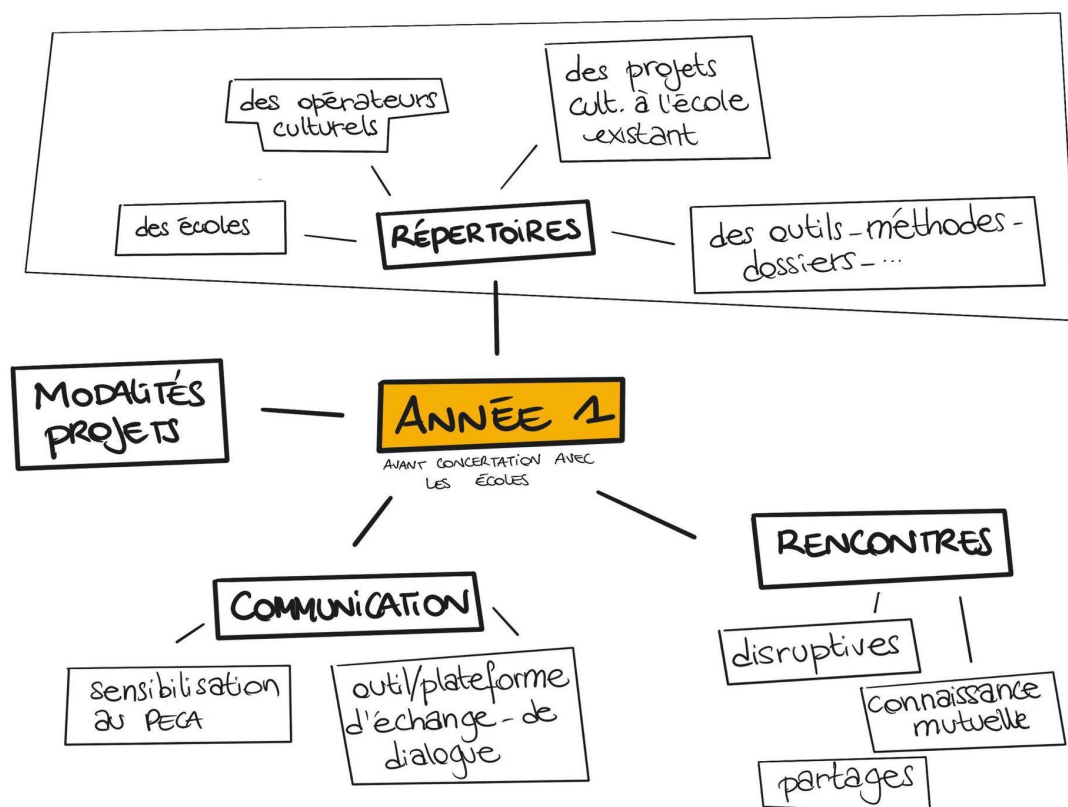 des opérateurs
culturels
des projets
cult. à l'école
existant
des écoles
RÉPERTOIRES
des outils - méthodes -
dossiers - ...
MODALITÉS
PROJETS
ANNÉE 1
AVANT CONCERTATION AVEC
LES ÉCOLES
COMMUNICATION
sensibilisation
au PECA
outil/plateforme
d'échange - de
dialogue
RENCONTRES
disruptives
connaissance
mutuelle
partages